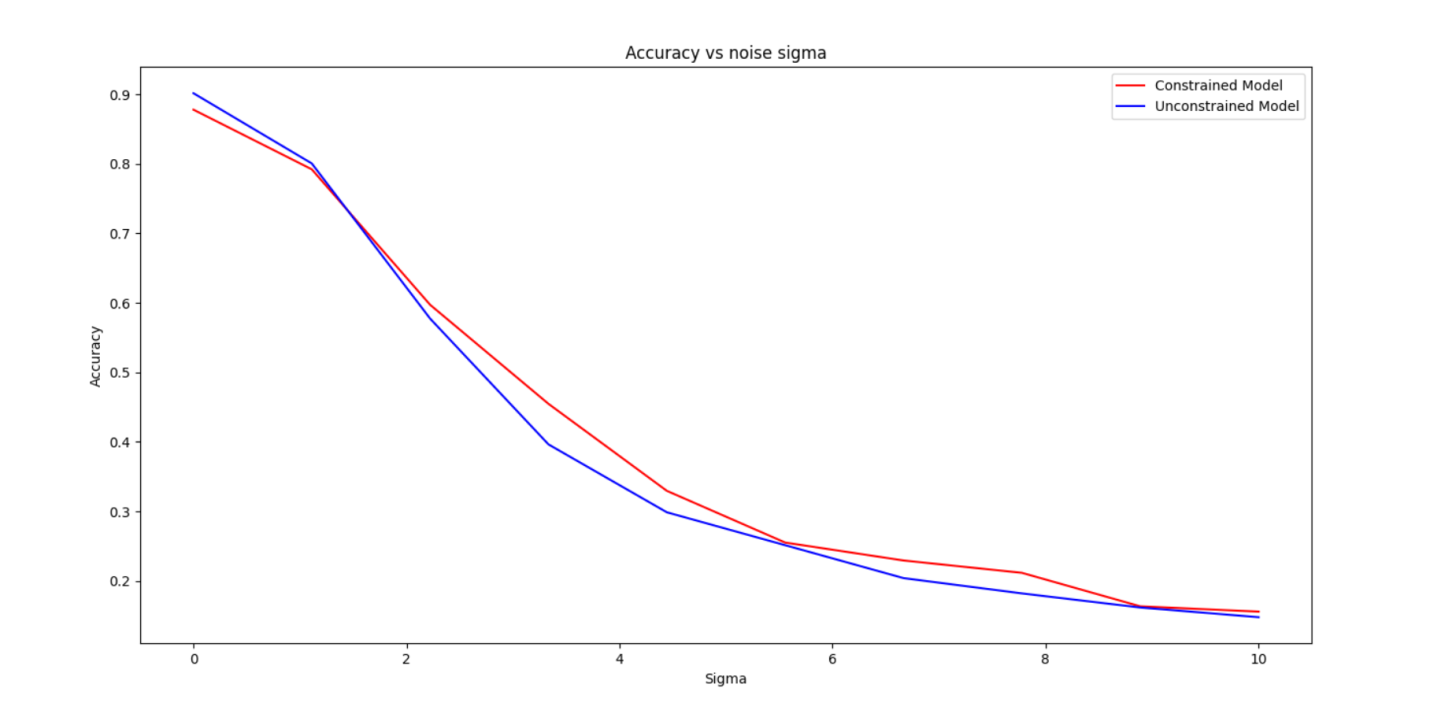 Accuracy vs noise sigma
Constrained Model
Unconstrained Model
Accuracy
0.9
0.8
0.7
0.6
0.5
0.4
0.3
0.2
0 2 4 6 8 10
Sigma